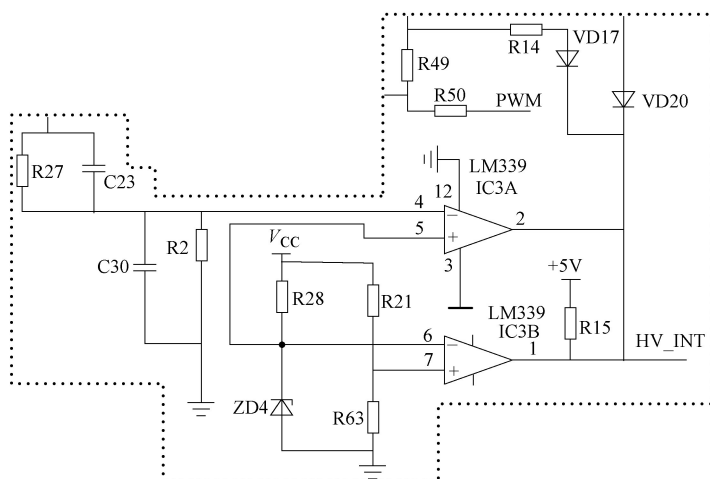 VD17
R14
R49
R50
PWM
VD20
R27
C23
LM339
IC3A
12
4
5
2
3
R2
C30
VCC
+5V
R28
R21
LM339
IC3B
R15
6
7
1
HV_INT
ZD4
R63